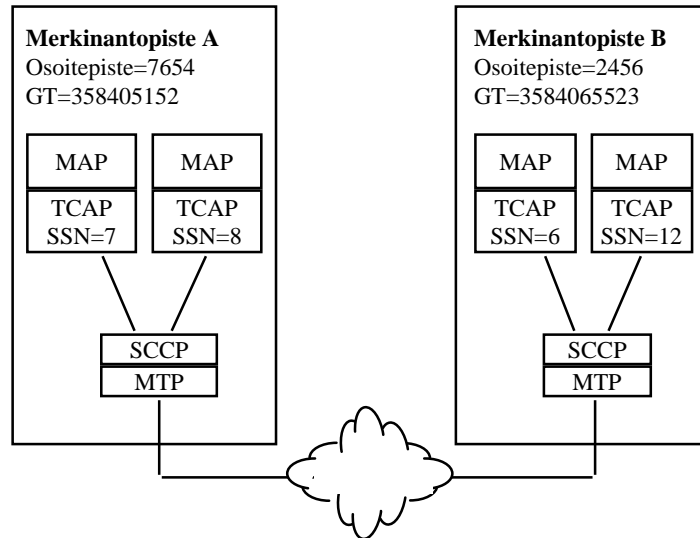 Merkinantopiste A
Osoitepiste=7654
GT=358405152
MAP
MAP
TCAP
SSN=7
TCAP
SSN=8
SCCP
MTP
Merkinantopiste B
Osoitepiste=2456
GT=3584065523
MAP
MAP
TCAP
SSN=6
TCAP
SSN=12
SCCP
MTP